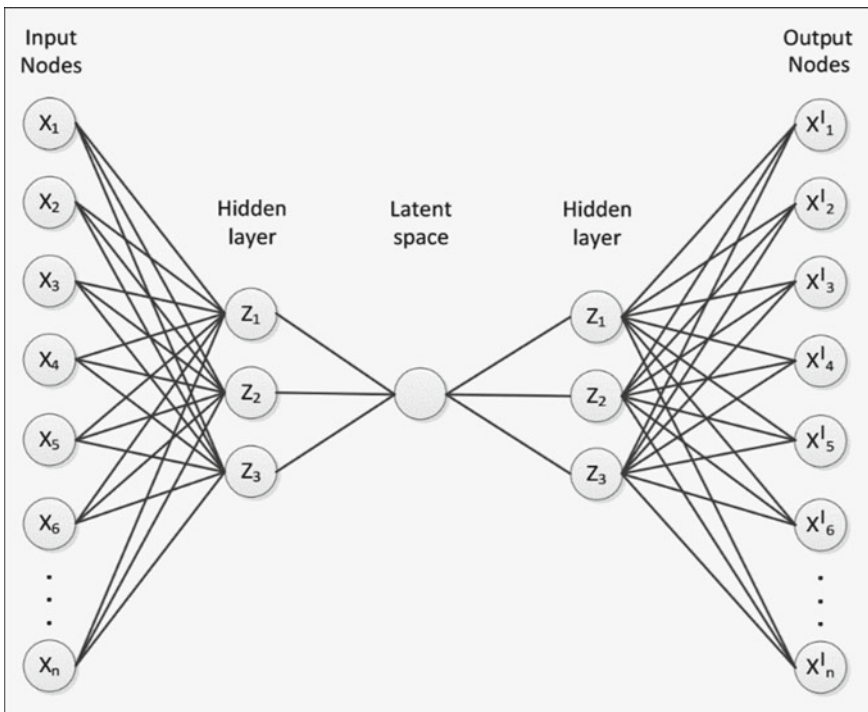 Input
Nodes
Output
Nodes
Hidden
layer
Latent
space
Hidden
layer
X₁
X₂
X₃
X₄
X₅
X₆
Xₙ
Z₁
Z₂
Z₃
Z₁
Z₂
Z₃
Xᴵ₁
Xᴵ₂
Xᴵ₃
Xᴵ₄
Xᴵ₅
Xᴵ₆
Xᴵₙ